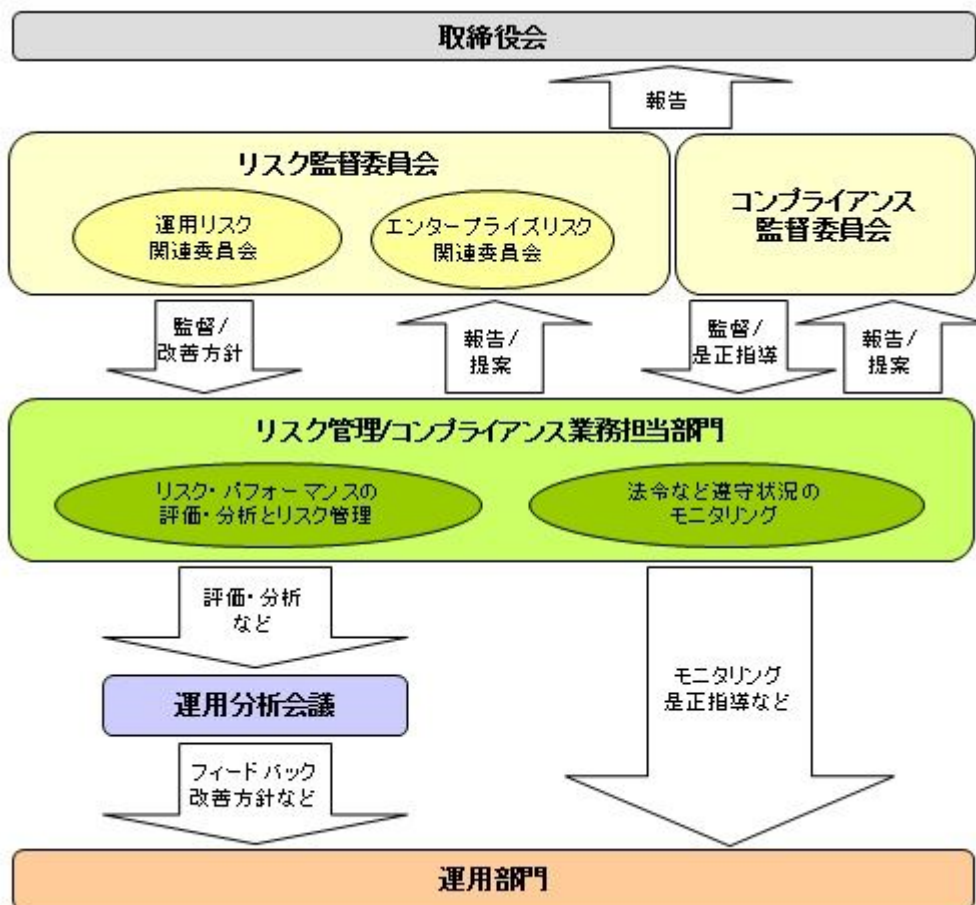 取締役会
報告
リスク監督委員会
運用リスク
関連委員会
エンタープライズリスク
関連委員会
コンプライアンス
監督委員会
監督/
改善方針
報告/
提案
監督/
是正指導
報告/
提案
リスク管理/コンプライアンス業務担当部門
リスク・パフォーマンスの
評価・分析とリスク管理
法令など遵守状況の
モニタリング
評価・分析
など
運用分析会議
モニタリング
是正指導など
フィードバック
改善方針など
運用部門